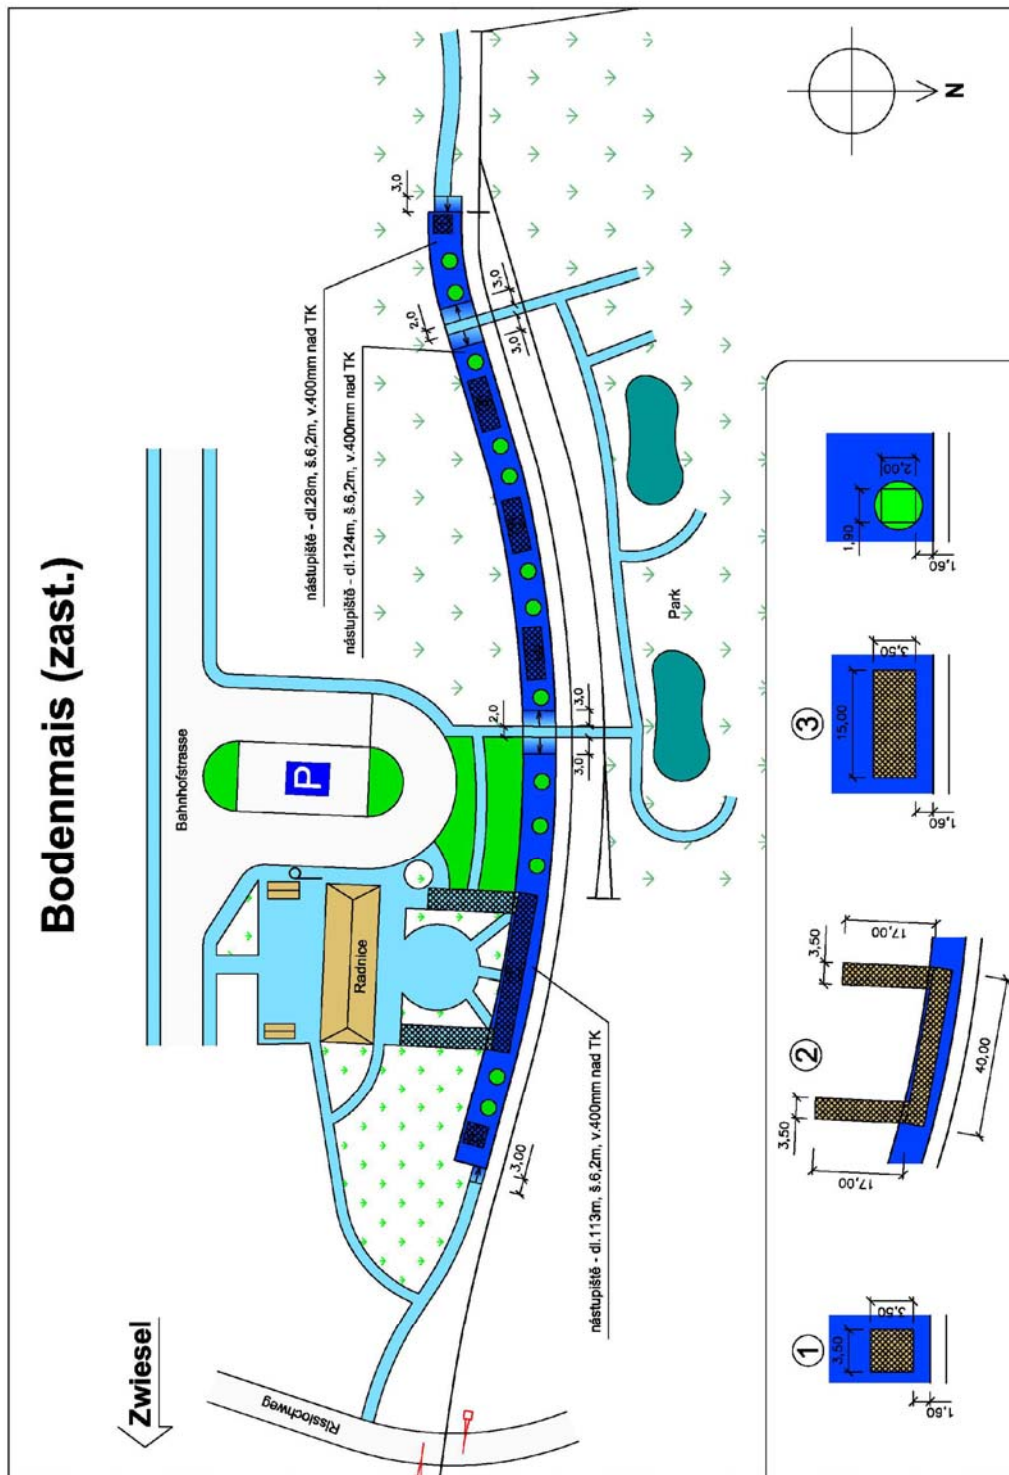 Bodenmais (zast.)
Zwiesel
N
Bahnhofstrasse
P
Radnice
Park
Risslochweg
nástupiště - dl.28m, š.6,2m, v.400mm nad TK
nástupiště - dl.124m, š.6,2m, v.400mm nad TK
nástupiště - dl.113m, š.6,2m, v.400mm nad TK
3,0
2,0
3,0
3,0
2,0
3,0
3,0
3,00
1
3,50
3,50
1,60
2
3,50
17,00
3,50
17,00
40,00
3
15,00
3,50
1,60
1,90
2,00
1,60